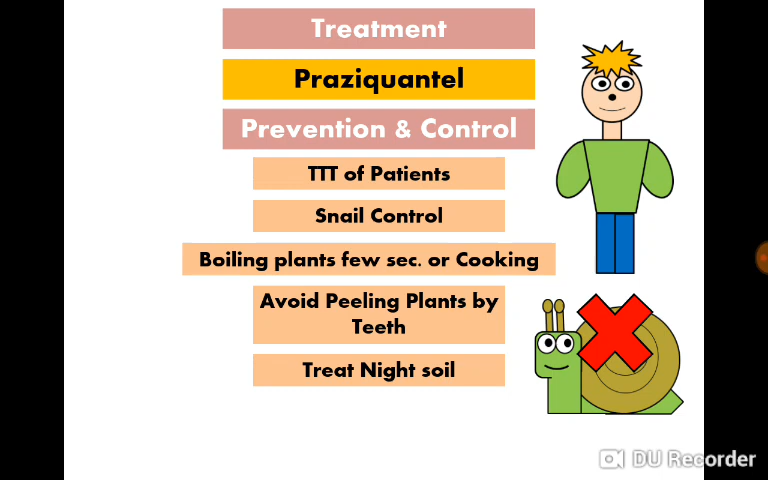 Treatment
Praziquantel
Prevention & Control
TTT of Patients
Snail Control
Boiling plants few sec. or Cooking
Avoid Peeling Plants by
Teeth
Treat Night soil
DU Recorder